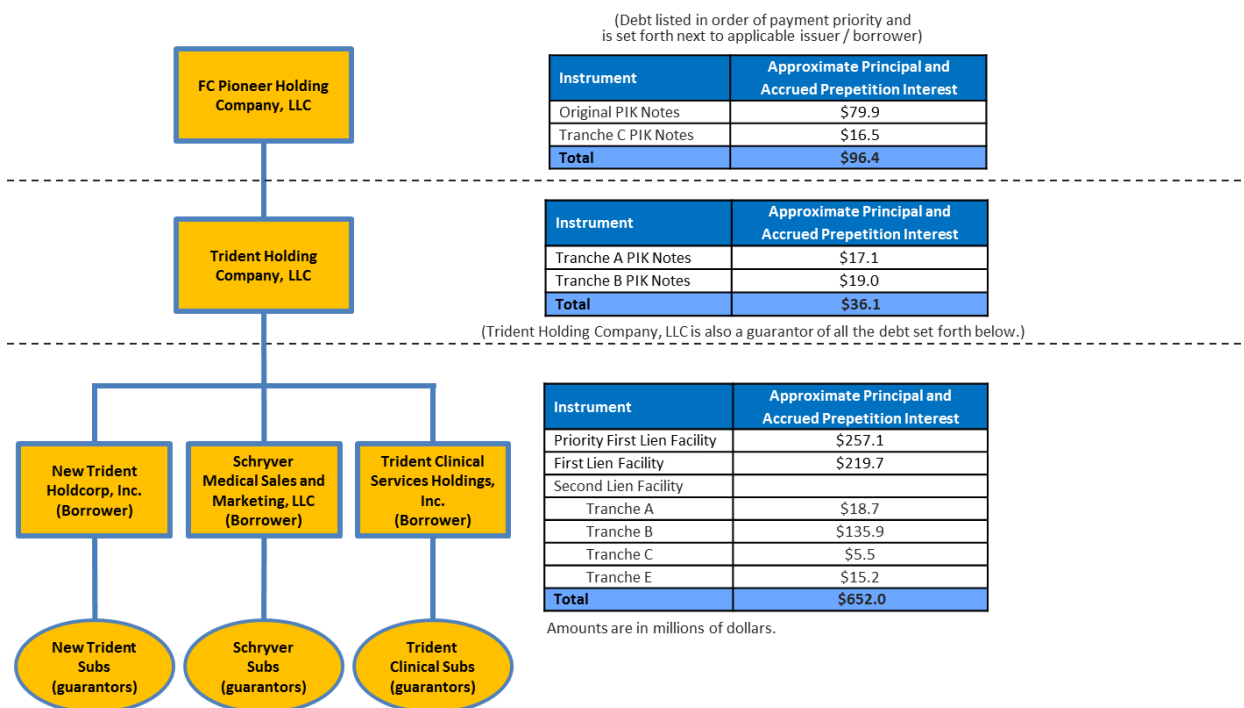 (Debt listed in order of payment priority and
is set forth next to applicable issuer / borrower)
FC Pioneer Holding
Company, LLC
Instrument Approximate Principal and
Accrued Prepetition Interest
Original PIK Notes $79.9
Tranche C PIK Notes $16.5
Total $96.4
Trident Holding
Company, LLC
Instrument Approximate Principal and
Accrued Prepetition Interest
Tranche A PIK Notes $17.1
Tranche B PIK Notes $19.0
Total $36.1
(Trident Holding Company, LLC is also a guarantor of all the debt set forth below.)
New Trident
Holdcorp, Inc.
(Borrower)
Schryver
Medical Sales and
Marketing, LLC
(Borrower)
Trident Clinical
Services Holdings,
Inc.
(Borrower)
Instrument Approximate Principal and
Accrued Prepetition Interest
Priority First Lien Facility $257.1
First Lien Facility $219.7
Second Lien Facility
Tranche A $18.7
Tranche B $135.9
Tranche C $5.5
Tranche E $15.2
Total $652.0
Amounts are in millions of dollars.
New Trident
Subs
(guarantors)
Schryver
Subs
(guarantors)
Trident
Clinical Subs
(guarantors)